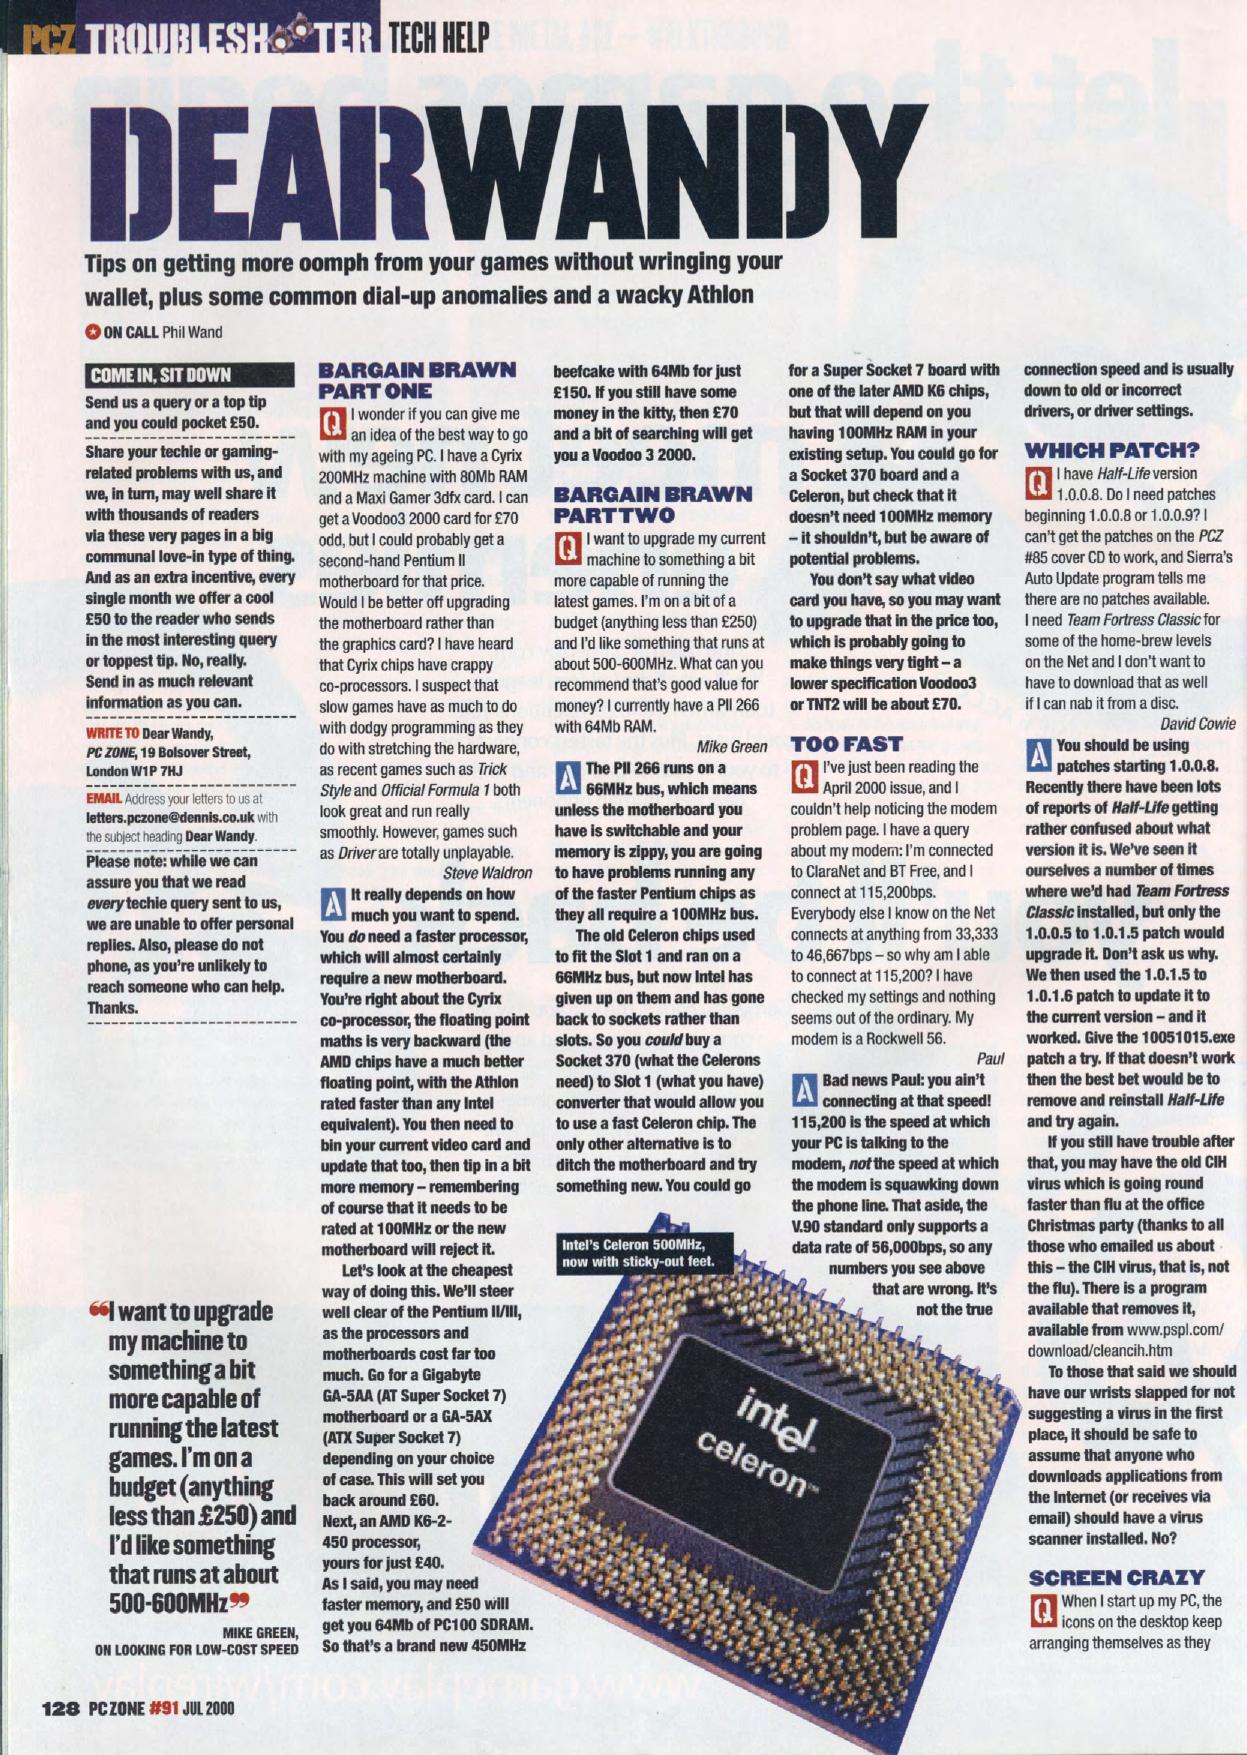 PCZ TROUBLESHOOTER TECH HELP
DEARWANDY
Tips on getting more oomph from your games without wringing your
wallet, plus some common dial-up anomalies and a wacky Athlon
ON CALL Phil Wand
COME IN, SIT DOWN
Send us a query or a top tip
and you could pocket £50.
Share your techie or gaming-
related problems with us, and
we, in turn, may well share it
with thousands of readers
via these very pages in a big
communal love-in type of thing.
And as an extra incentive, every
single month we offer a cool
£50 to the reader who sends
in the most interesting query
or toppest tip. No, really.
Send in as much relevant
information as you can.
WRITE TO Dear Wandy,
PC ZONE, 19 Bolsover Street,
London W1P 7HJ
EMAIL Address your letters to us at
letters.pczone@dennis.co.uk with
the subject heading Dear Wandy.
Please note: while we can
assure you that we read
every techie query sent to us,
we are unable to offer personal
replies. Also, please do not
phone, as you're unlikely to
reach someone who can help.
Thanks.
“I want to upgrade
my machine to
something a bit
more capable of
running the latest
games. I'm on a
budget (anything
less than £250) and
I'd like something
that runs at about
500-600MHz”
MIKE GREEN,
ON LOOKING FOR LOW-COST SPEED
BARGAIN BRAWN
PART ONE
Q I wonder if you can give me
an idea of the best way to go
with my ageing PC. I have a Cyrix
200MHz machine with 80Mb RAM
and a Maxi Gamer 3dfx card. I can
get a Voodoo3 2000 card for £70
odd, but I could probably get a
second-hand Pentium II
motherboard for that price.
Would I be better off upgrading
the motherboard rather than
the graphics card? I have heard
that Cyrix chips have crappy
co-processors. I suspect that
slow games have as much to do
with dodgy programming as they
do with stretching the hardware,
as recent games such as Trick
Style and Official Formula 1 both
look great and run really
smoothly. However, games such
as Driver are totally unplayable.
Steve Waldron
A It really depends on how
much you want to spend.
You do need a faster processor,
which will almost certainly
require a new motherboard.
You're right about the Cyrix
co-processor, the floating point
maths is very backward (the
AMD chips have a much better
floating point, with the Athlon
rated faster than any Intel
equivalent). You then need to
bin your current video card and
update that too, then tip in a bit
more memory – remembering
of course that it needs to be
rated at 100MHz or the new
motherboard will reject it.
Let's look at the cheapest
way of doing this. We'll steer
well clear of the Pentium II/III,
as the processors and
motherboards cost far too
much. Go for a Gigabyte
GA-5AA (AT Super Socket 7)
motherboard or a GA-5AX
(ATX Super Socket 7)
depending on your choice
of case. This will set you
back around £60.
Next, an AMD K6-2-
450 processor,
yours for just £40.
As I said, you may need
faster memory, and £50 will
get you 64Mb of PC100 SDRAM.
So that's a brand new 450MHz
beefcake with 64Mb for just
£150. If you still have some
money in the kitty, then £70
and a bit of searching will get
you a Voodoo 3 2000.
BARGAIN BRAWN
PART TWO
Q I want to upgrade my current
machine to something a bit
more capable of running the
latest games. I'm on a bit of a
budget (anything less than £250)
and I'd like something that runs at
about 500-600MHz. What can you
recommend that's good value for
money? I currently have a PII 266
with 64Mb RAM.
Mike Green
A The PII 266 runs on a
66MHz bus, which means
unless the motherboard you
have is switchable and your
memory is zippy, you are going
to have problems running any
of the faster Pentium chips as
they all require a 100MHz bus.
The old Celeron chips used
to fit the Slot 1 and ran on a
66MHz bus, but now Intel has
given up on them and has gone
back to sockets rather than
slots. So you could buy a
Socket 370 (what the Celerons
need) to Slot 1 (what you have)
converter that would allow you
to use a fast Celeron chip. The
only other alternative is to
ditch the motherboard and try
something new. You could go
Intel's Celeron 500MHz,
now with sticky-out feet.
intel.
celeron™
for a Super Socket 7 board with
one of the later AMD K6 chips,
but that will depend on you
having 100MHz RAM in your
existing setup. You could go for
a Socket 370 board and a
Celeron, but check that it
doesn't need 100MHz memory
– it shouldn't, but be aware of
potential problems.
You don't say what video
card you have, so you may want
to upgrade that in the price too,
which is probably going to
make things very tight – a
lower specification Voodoo3
or TNT2 will be about £70.
TOO FAST
Q I've just been reading the
April 2000 issue, and I
couldn't help noticing the modem
problem page. I have a query
about my modem: I'm connected
to ClaraNet and BT Free, and I
connect at 115,200bps.
Everybody else I know on the Net
connects at anything from 33,333
to 46,667bps – so why am I able
to connect at 115,200? I have
checked my settings and nothing
seems out of the ordinary. My
modem is a Rockwell 56.
Paul
A Bad news Paul: you ain't
connecting at that speed!
115,200 is the speed at which
your PC is talking to the
modem, not the speed at which
the modem is squawking down
the phone line. That aside, the
V.90 standard only supports a
data rate of 56,000bps, so any
numbers you see above
that are wrong. It's
not the true
connection speed and is usually
down to old or incorrect
drivers, or driver settings.
WHICH PATCH?
Q I have Half-Life version
1.0.0.8. Do I need patches
beginning 1.0.0.8 or 1.0.0.9? I
can't get the patches on the PCZ
#85 cover CD to work, and Sierra's
Auto Update program tells me
there are no patches available.
I need Team Fortress Classic for
some of the home-brew levels
on the Net and I don't want to
have to download that as well
if I can nab it from a disc.
David Cowie
A You should be using
patches starting 1.0.0.8.
Recently there have been lots
of reports of Half-Life getting
rather confused about what
version it is. We've seen it
ourselves a number of times
where we'd had Team Fortress
Classic installed, but only the
1.0.0.5 to 1.0.1.5 patch would
upgrade it. Don't ask us why.
We then used the 1.0.1.5 to
1.0.1.6 patch to update it to
the current version – and it
worked. Give the 10051015.exe
patch a try. If that doesn't work
then the best bet would be to
remove and reinstall Half-Life
and try again.
If you still have trouble after
that, you may have the old CIH
virus which is going round
faster than flu at the office
Christmas party (thanks to all
those who emailed us about
this – the CIH virus, that is, not
the flu). There is a program
available that removes it,
available from www.pspl.com/
download/cleancih.htm
To those that said we should
have our wrists slapped for not
suggesting a virus in the first
place, it should be safe to
assume that anyone who
downloads applications from
the Internet (or receives via
email) should have a virus
scanner installed. No?
SCREEN CRAZY
Q When I start up my PC, the
icons on the desktop keep
arranging themselves as they
128 PCZONE #91 JUL 2000